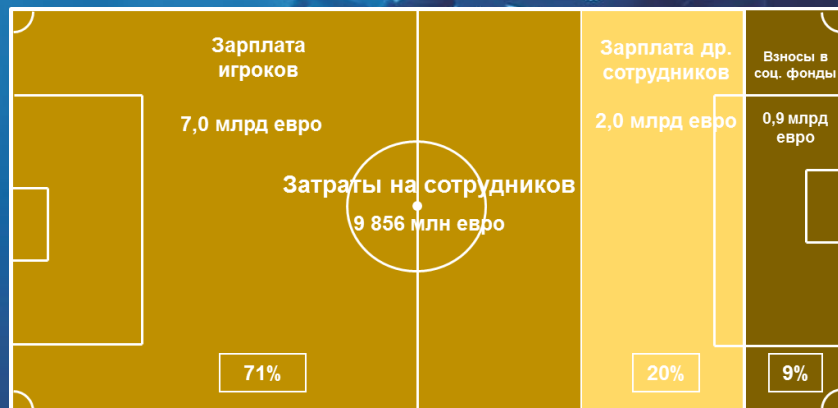 Зарплата
игроков
7,0 млрд евро
Зарплата др.
сотрудников
2,0 млрд евро
Взносы в
соц. фонды
0,9 млрд
евро
Затраты на сотрудников
9 856 млн евро
71%
20%
9%